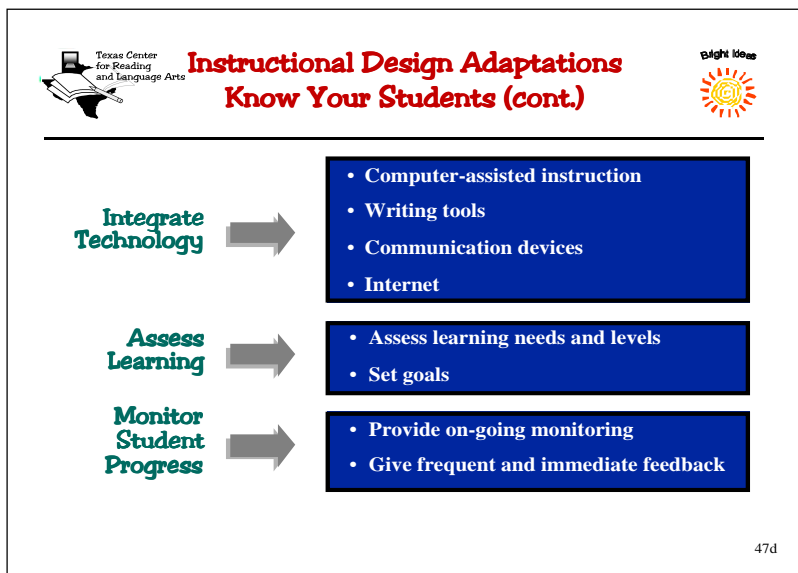 Texas Center
for Reading
and Language Arts
Instructional Design Adaptations
Know Your Students (cont.)
Bright Ideas
Integrate
Technology
• Computer-assisted instruction
• Writing tools
• Communication devices
• Internet
Assess
Learning
• Assess learning needs and levels
• Set goals
Monitor
Student
Progress
• Provide on-going monitoring
• Give frequent and immediate feedback
47d